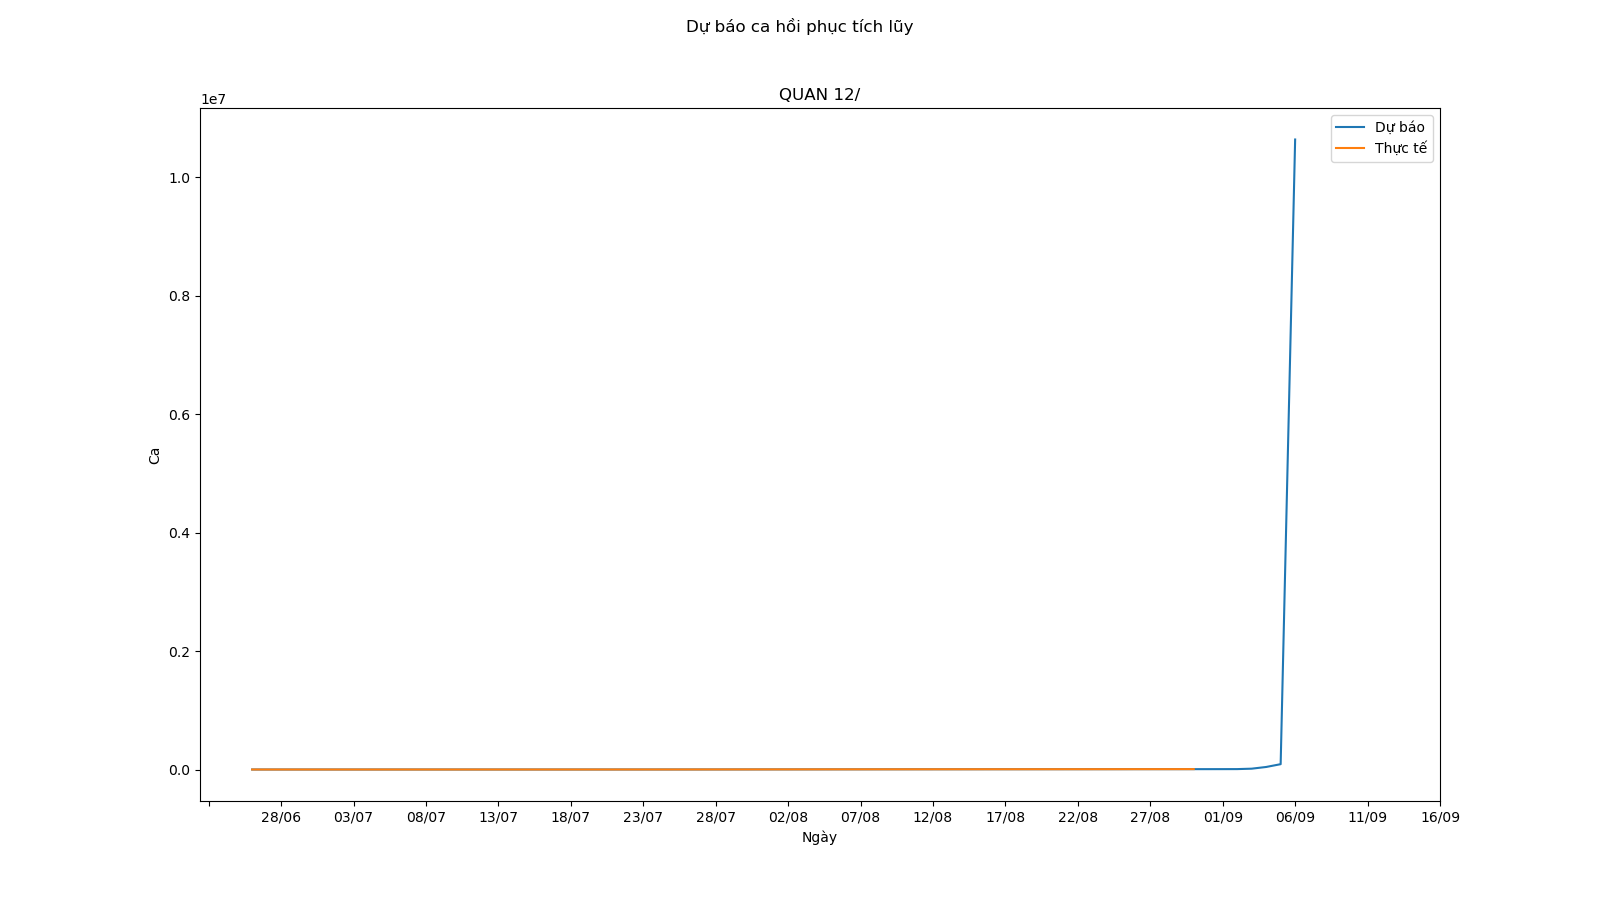 Dự báo ca hồi phục tích lũy
QUAN 12/
1e7
Dự báo
Thực tế
1.0
0.8
0.6
0.4
0.2
0.0
Ca
28/06 03/07 08/07 13/07 18/07 23/07 28/07 02/08 07/08 12/08 17/08 22/08 27/08 01/09 06/09 11/09 16/09
Ngày